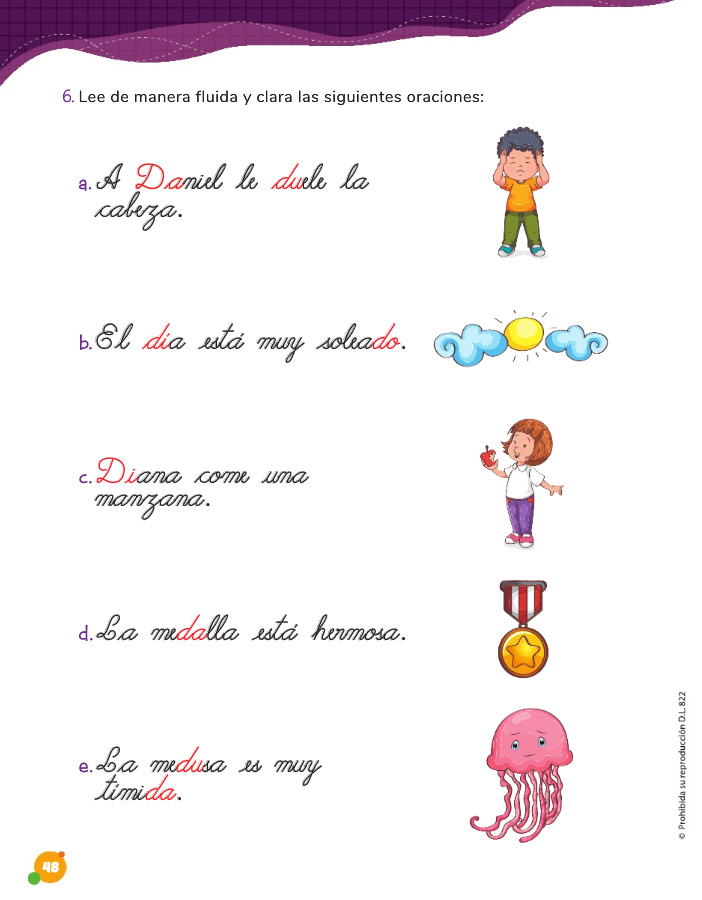 6. Lee de manera fluida y clara las siguientes oraciones:
a. A Daniel le duele la
cabeza.
b. El día está muy soleado.
c. Diana come una
manzana.
d. La medalla está hermosa.
e. La medusa es muy
tímida.
© Prohibida su reproducción D.L. 822
48